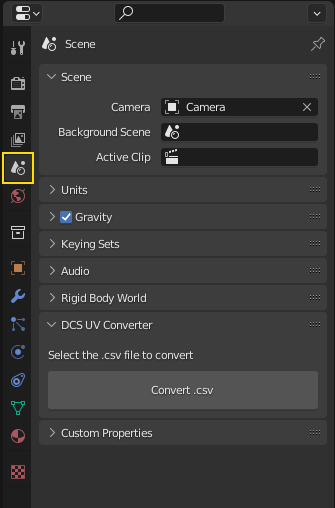 Scene
Scene
Camera Camera
Background Scene
Active Clip
Units
Gravity
Keying Sets
Audio
Rigid Body World
DCS UV Converter
Select the .csv file to convert
Convert .csv
Custom Properties